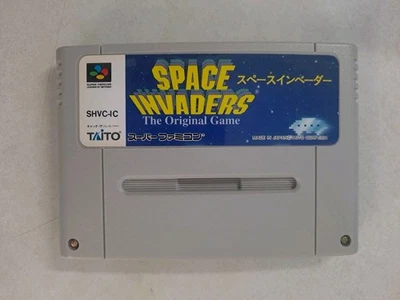 SPACE
INVADERS
The Original Game
スペースインベーダー
SHVC-IC
TAITO
スーパーファミコン